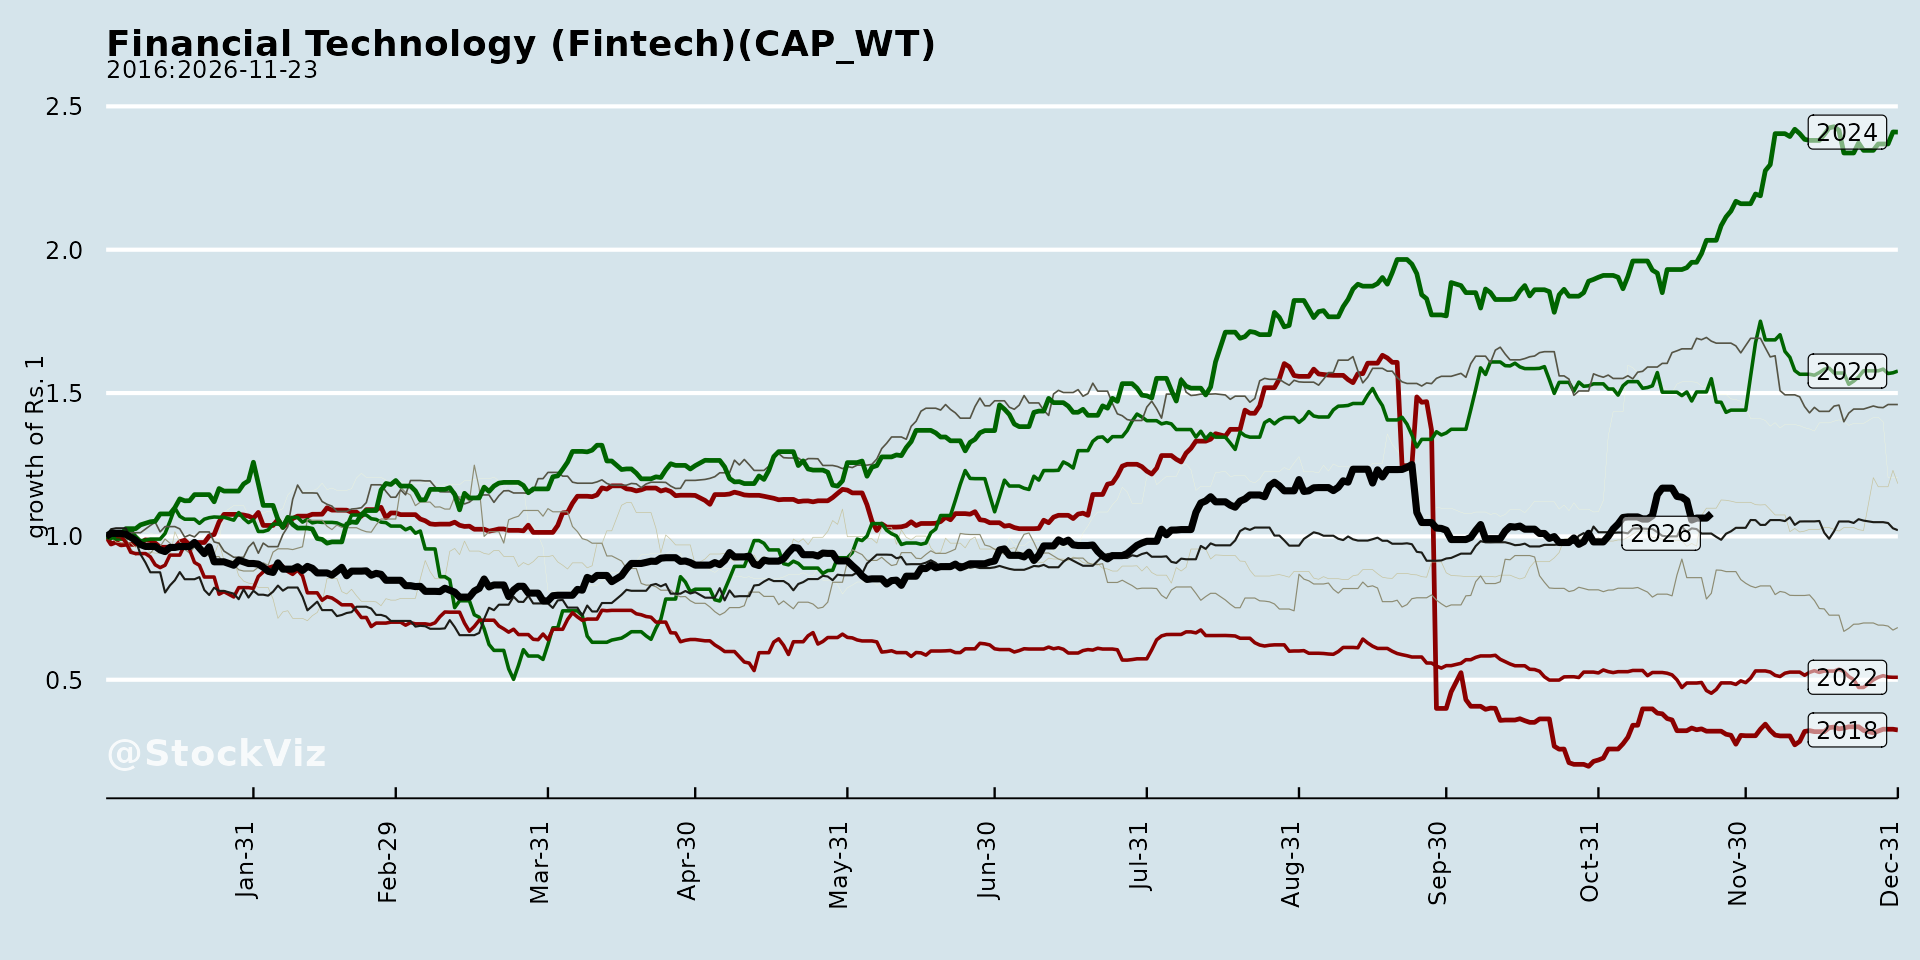 Financial Technology (Fintech)(CAP_WT)
2016:2026-11-23
growth of Rs. 1
2.5
2.0
1.5
1.0
0.5
2024
2020
2026
2022
2018
@StockViz
Jan-31
Feb-29
Mar-31
Apr-30
May-31
Jun-30
Jul-31
Aug-31
Sep-30
Oct-31
Nov-30
Dec-31